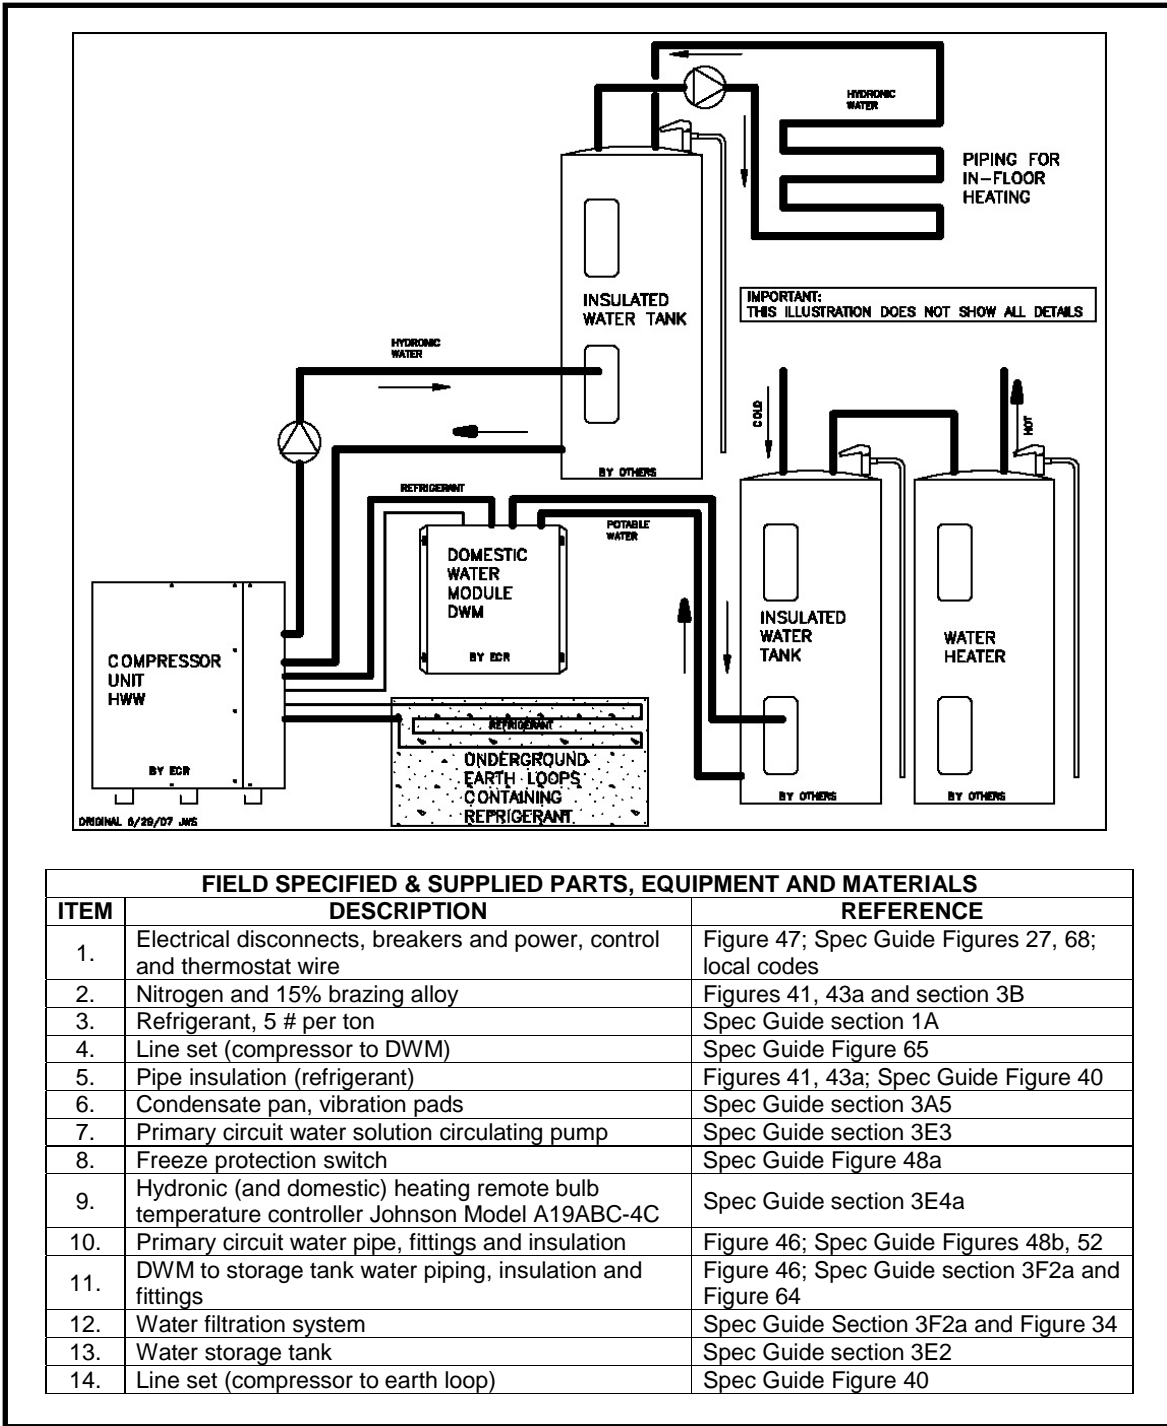 HYDRONIC
WATER
PIPING FOR
IN-FLOOR
HEATING
INSULATED
WATER TANK
IMPORTANT:
THIS ILLUSTRATION DOES NOT SHOW ALL DETAILS
HYDRONIC
WATER
COLD
HOT
BY OTHERS
REFRIGERANT
POTABLE
WATER
DOMESTIC
WATER
MODULE
DWM
BY ECR
INSULATED
WATER
TANK
BY OTHERS
WATER
HEATER
BY OTHERS
COMPRESSOR
UNIT
HWW
BY ECR
REFRIGERANT
UNDERGROUND
EARTH LOOPS
CONTAINING
REFRIGERANT
ORIGINAL 6/29/07 JWS
FIELD SPECIFIED & SUPPLIED PARTS, EQUIPMENT AND MATERIALS
ITEM DESCRIPTION REFERENCE
1. Electrical disconnects, breakers and power, control and thermostat wire Figure 47; Spec Guide Figures 27, 68; local codes
2. Nitrogen and 15% brazing alloy Figures 41, 43a and section 3B
3. Refrigerant, 5 # per ton Spec Guide section 1A
4. Line set (compressor to DWM) Spec Guide Figure 65
5. Pipe insulation (refrigerant) Figures 41, 43a; Spec Guide Figure 40
6. Condensate pan, vibration pads Spec Guide section 3A5
7. Primary circuit water solution circulating pump Spec Guide section 3E3
8. Freeze protection switch Spec Guide Figure 48a
9. Hydronic (and domestic) heating remote bulb temperature controller Johnson Model A19ABC-4C Spec Guide section 3E4a
10. Primary circuit water pipe, fittings and insulation Figure 46; Spec Guide Figures 48b, 52
11. DWM to storage tank water piping, insulation and fittings Figure 46; Spec Guide section 3F2a and Figure 64
12. Water filtration system Spec Guide Section 3F2a and Figure 34
13. Water storage tank Spec Guide section 3E2
14. Line set (compressor to earth loop) Spec Guide Figure 40